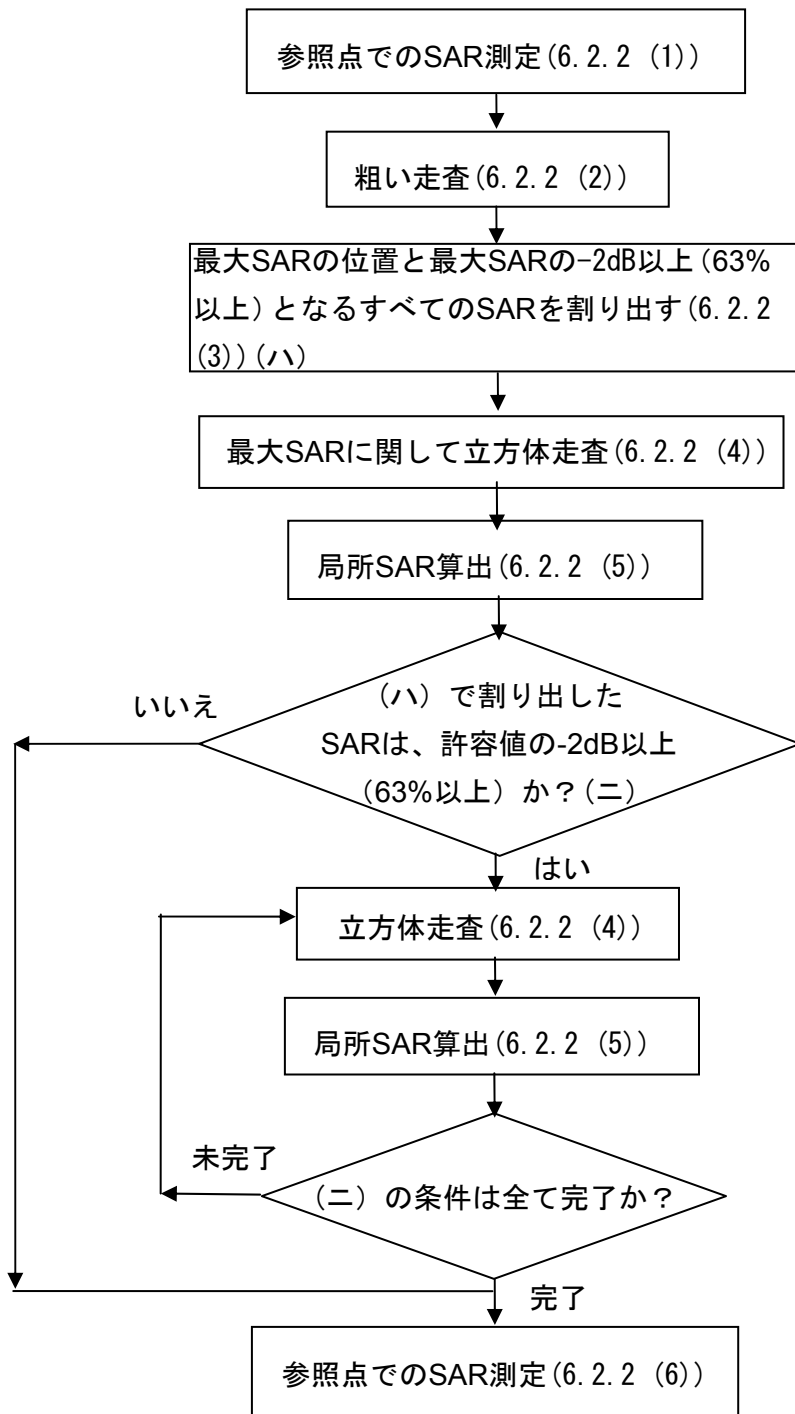 参照点でのSAR測定(6.2.2 (1))
粗い走査(6.2.2 (2))
最大SARの位置と最大SARの-2dB以上(63%
以上)となるすべてのSARを割り出す(6.2.2
(3))(ハ)
最大SARに関して立方体走査(6.2.2 (4))
局所SAR算出(6.2.2 (5))
(ハ)で割り出した
SARは、許容値の-2dB以上
(63%以上)か？(ニ)
いいえ
はい
立方体走査(6.2.2 (4))
局所SAR算出(6.2.2 (5))
(ニ)の条件は全て完了か？
未完了
完了
参照点でのSAR測定(6.2.2 (6))